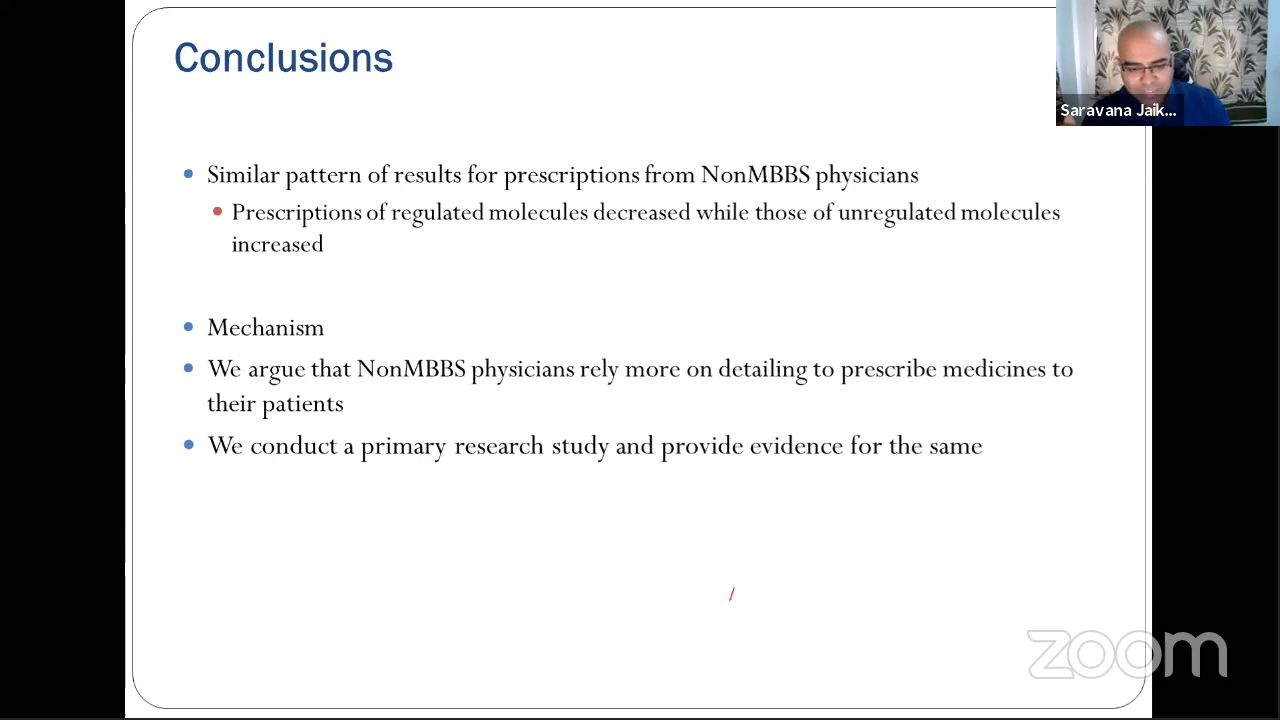 Conclusions
Saravana Jaik...
Similar pattern of results for prescriptions from NonMBBS physicians
Prescriptions of regulated molecules decreased while those of unregulated molecules
increased
Mechanism
We argue that NonMBBS physicians rely more on detailing to prescribe medicines to
their patients
We conduct a primary research study and provide evidence for the same
zoom